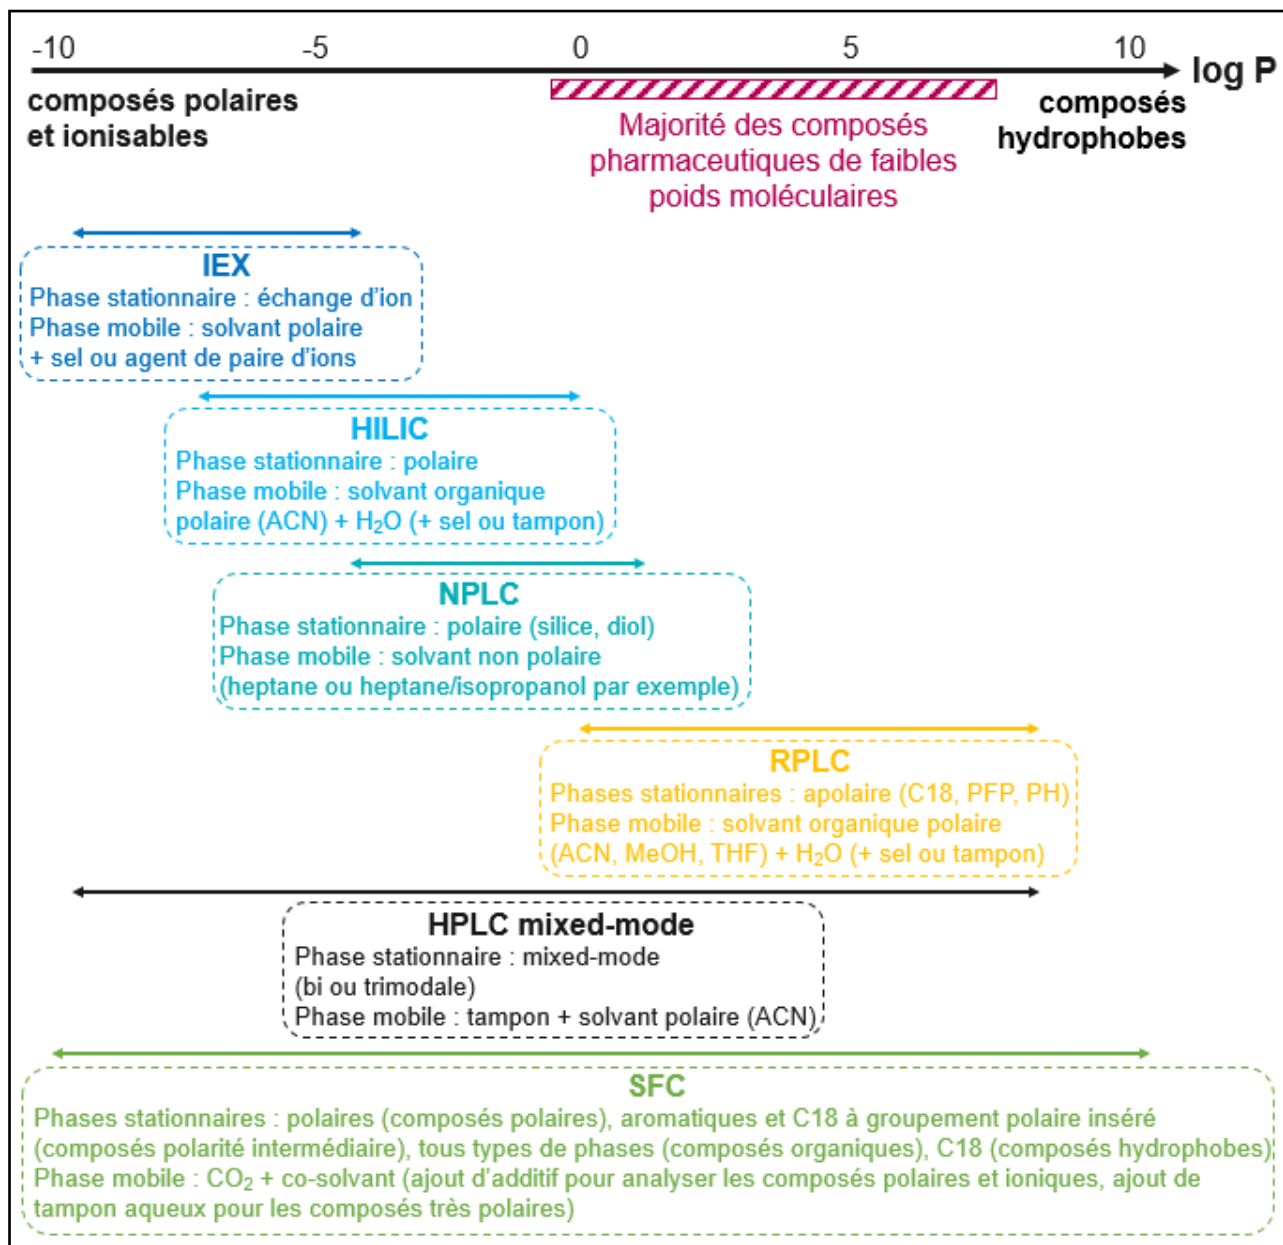 -10 -5 0 5 10
log P
composés polaires
et ionisables
composés
hydrophobes
Majorité des composés
pharmaceutiques de faibles
poids moléculaires
IEX
Phase stationnaire : échange d'ion
Phase mobile : solvant polaire
+ sel ou agent de paire d'ions
HILIC
Phase stationnaire : polaire
Phase mobile : solvant organique
polaire (ACN) + H₂O (+ sel ou tampon)
NPLC
Phase stationnaire : polaire (silice, diol)
Phase mobile : solvant non polaire
(heptane ou heptane/isopropanol par exemple)
RPLC
Phases stationnaires : apolaire (C18, PFP, PH)
Phase mobile : solvant organique polaire
(ACN, MeOH, THF) + H₂O (+ sel ou tampon)
HPLC mixed-mode
Phase stationnaire : mixed-mode
(bi ou trimodale)
Phase mobile : tampon + solvant polaire (ACN)
SFC
Phases stationnaires : polaires (composés polaires), aromatiques et C18 à groupement polaire inséré
(composés polarité intermédiaire), tous types de phases (composés organiques), C18 (composés hydrophobes)
Phase mobile : CO₂ + co-solvant (ajout d'additif pour analyser les composés polaires et ioniques, ajout de
tampon aqueux pour les composés très polaires)